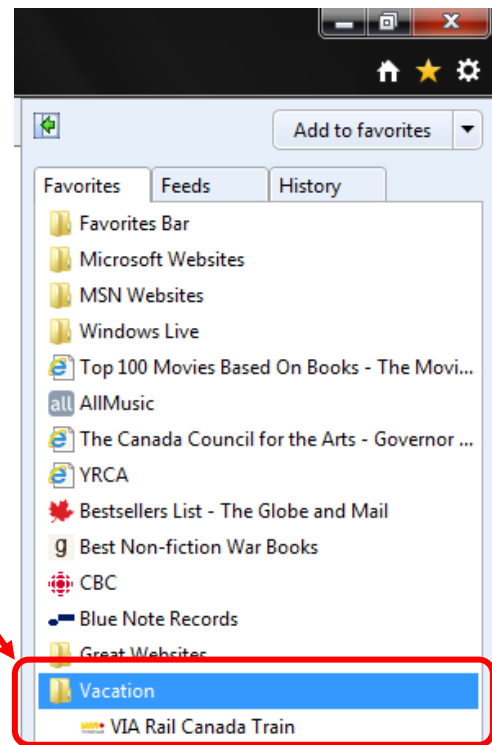 Add to favorites
Favorites Feeds History
Favorites Bar
Microsoft Websites
MSN Websites
Windows Live
Top 100 Movies Based On Books - The Movi...
all AllMusic
The Canada Council for the Arts - Governor ...
YRCA
Bestsellers List - The Globe and Mail
g Best Non-fiction War Books
CBC
Blue Note Records
Great Websites
Vacation
VIA Rail Canada Train